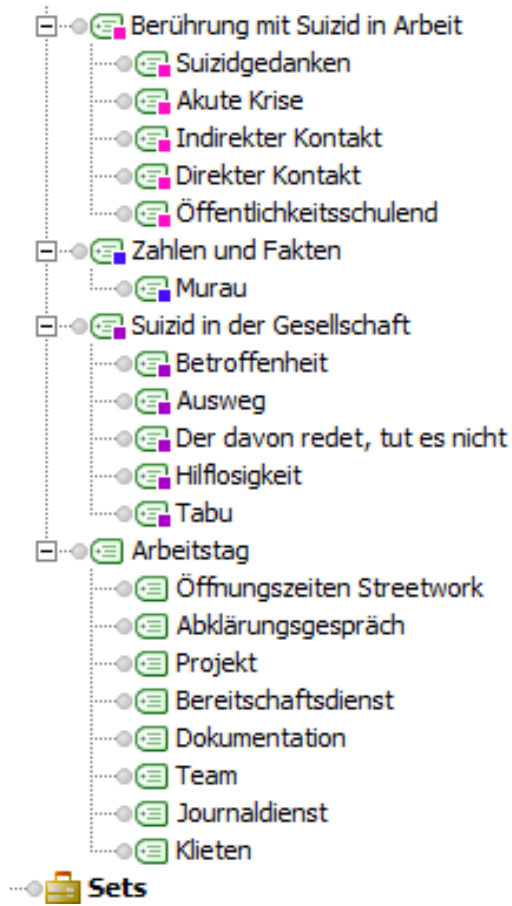 Berührung mit Suizid in Arbeit
Suizidgedanken
Akute Krise
Indirekter Kontakt
Direkter Kontakt
Öffentlichkeitsschulend
Zahlen und Fakten
Murau
Suizid in der Gesellschaft
Betroffenheit
Ausweg
Der davon redet, tut es nicht
Hilflosigkeit
Tabu
Arbeitstag
Öffnungszeiten Streetwork
Abklärungsgespräch
Projekt
Bereitschaftsdienst
Dokumentation
Team
Journaldienst
Klieten
Sets